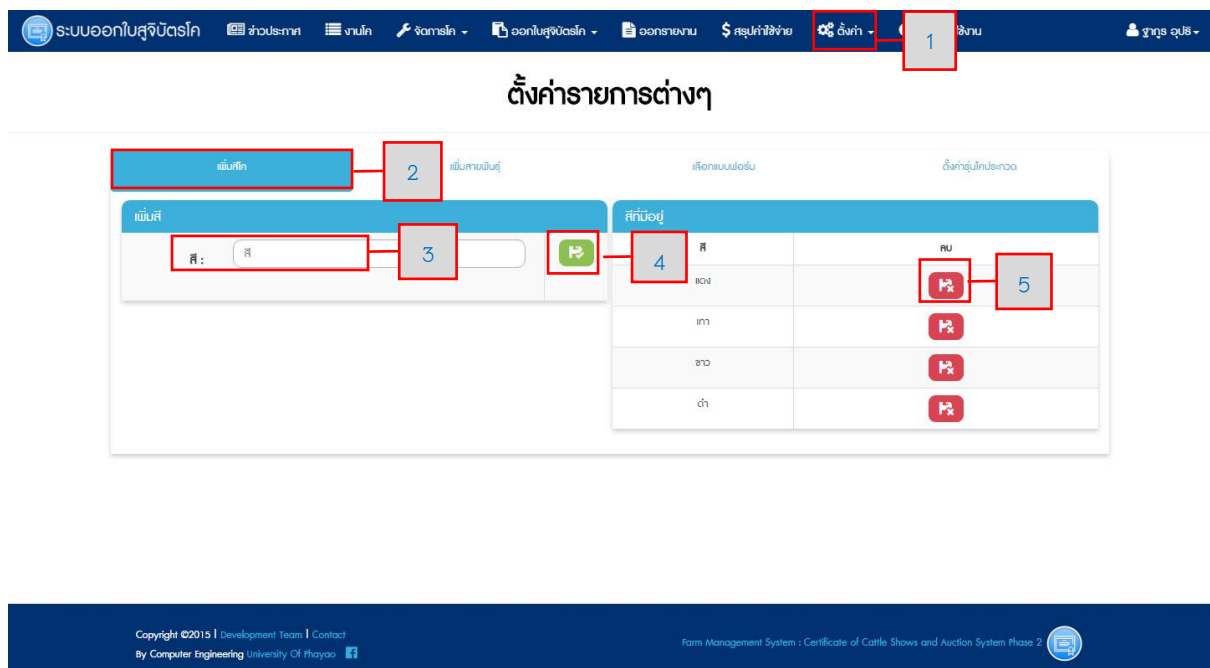 ระบบออกใบสูจิบัตรโค ข่าวประกาศ งานโค จัดการโค ออกใบสูจิบัตรโค ออกรายงาน $ สรุปค่าใช้จ่าย ตั้งค่า 1 ใช้งาน ฐากูร อุปธิ
ตั้งค่ารายการต่างๆ
เพิ่มสีโค 2 เพิ่มสายพันธุ์ เลือกแบบฟอร์ม ตั้งค่ารุ่นโคประกวด
เพิ่มสี สีที่มีอยู่
สี : สี 3 4 สี ลบ
แดง 5
เทา
ขาว
ดำ
Copyright ©2015 | Development Team | Contact
By Computer Engineering University Of Phayao
Farm Management System : Certificate of Cattle Shows and Auction System Phase 2